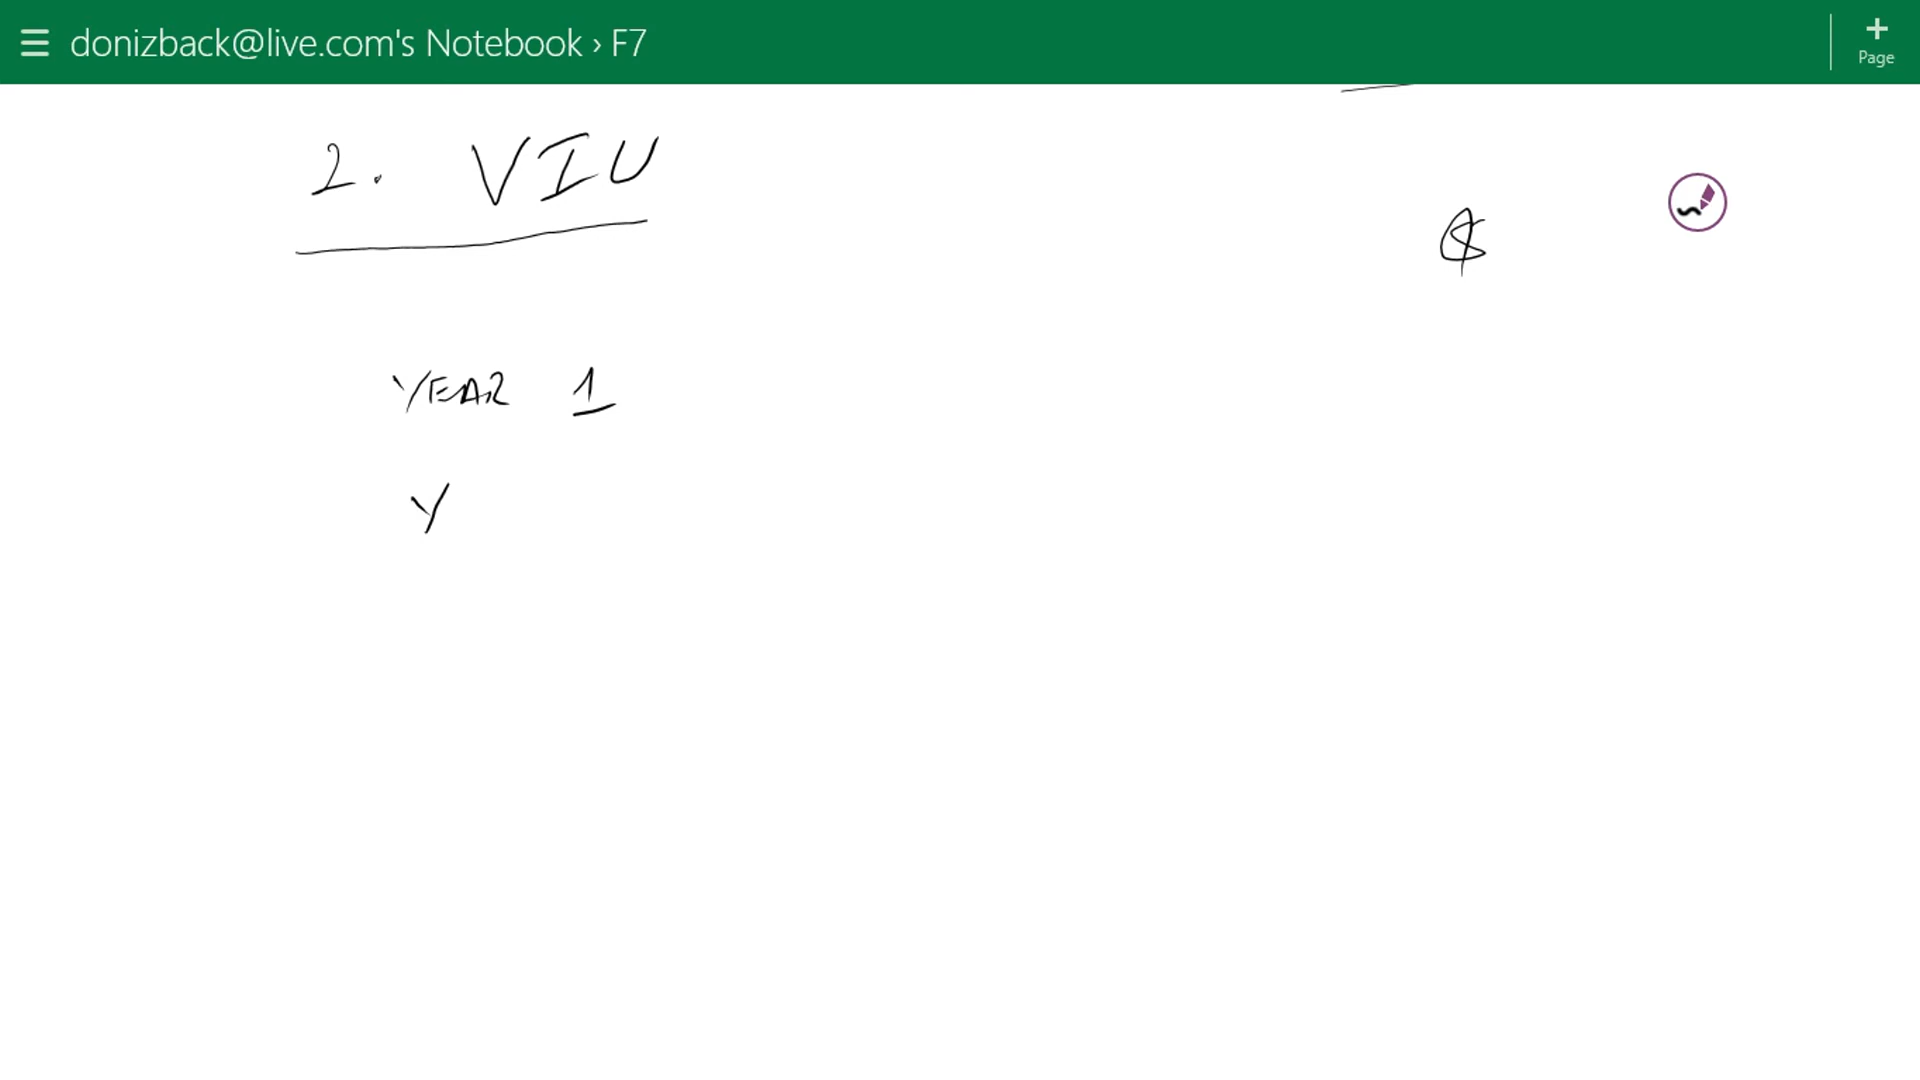 donizback@live.com's Notebook › F7
+
Page
2. VIU
$
YEAR 1
Y